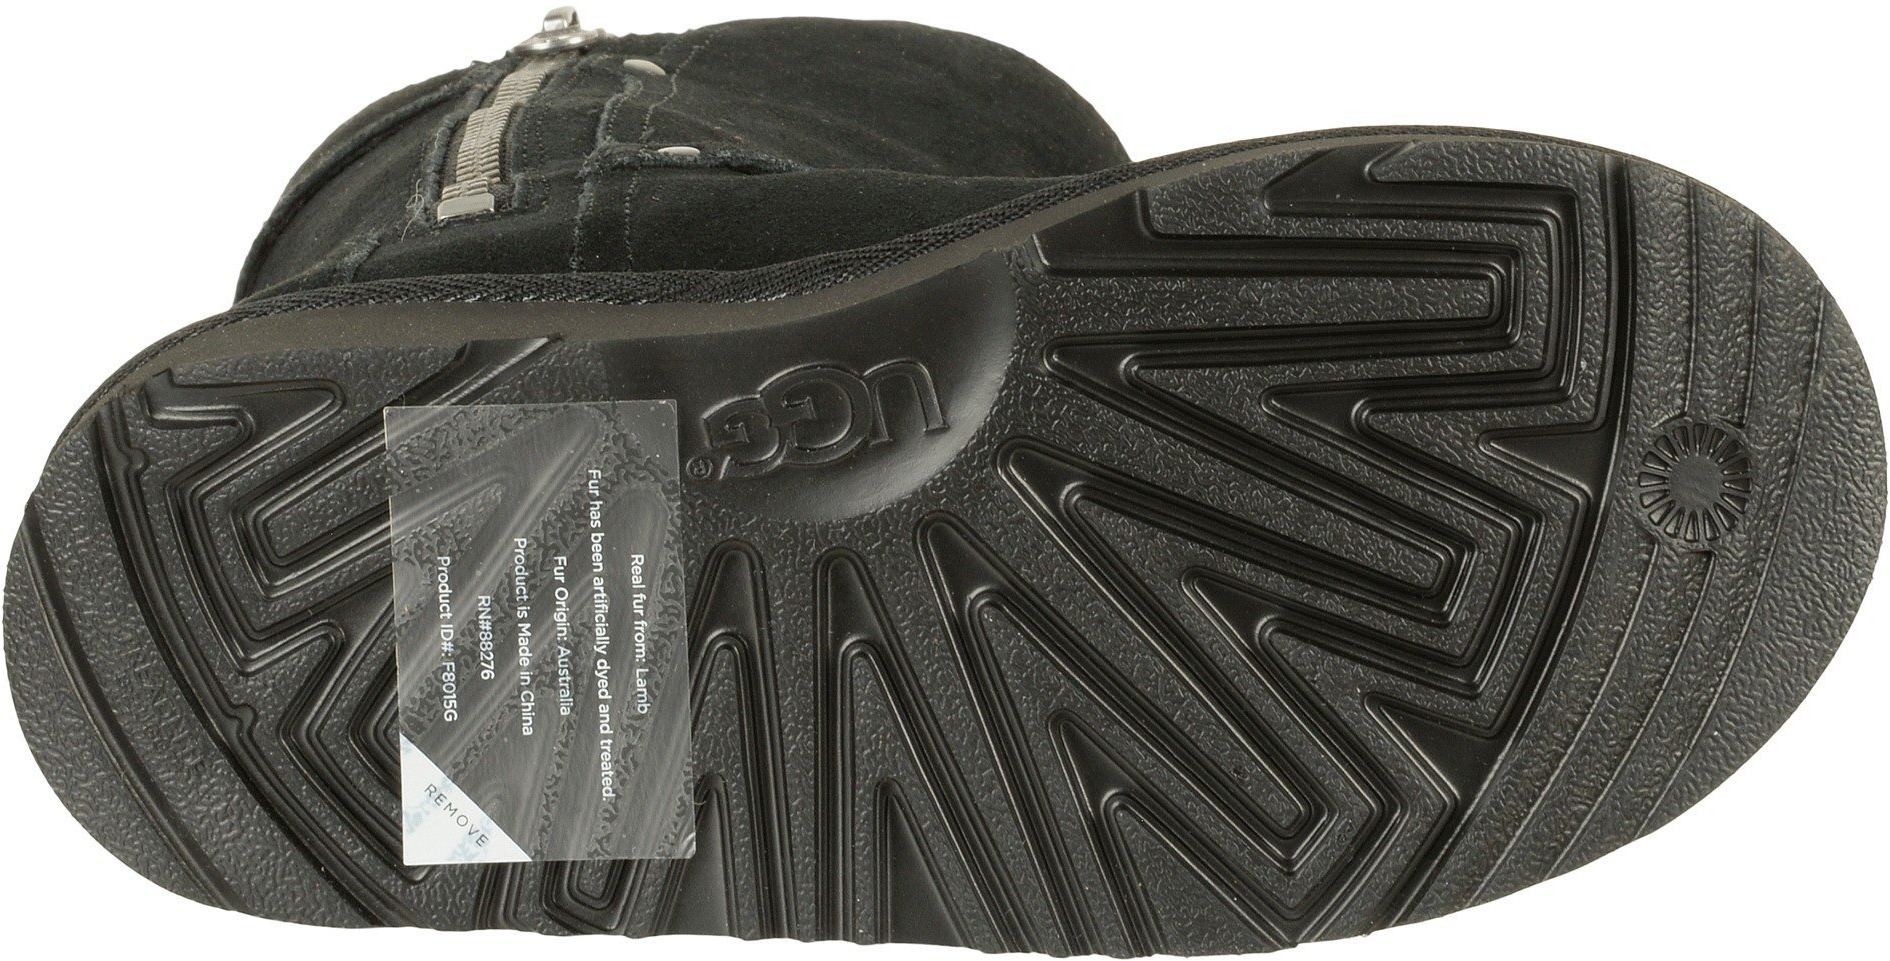 UGG®
Real fur from: Lamb
Fur has been artificially dyed and treated.
Fur Origin: Australia
Product is Made in China
RN#88276
Product ID#: F8015G
REMOVE